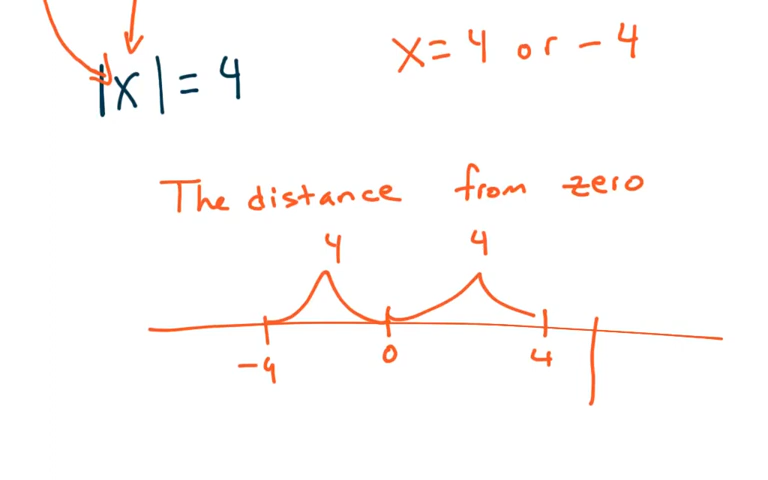 |x| = 4
x = 4 or - 4
The distance from zero
4 4
-4 0 4